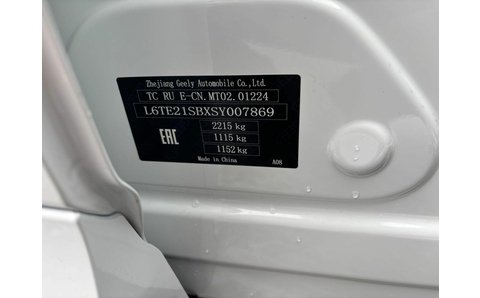 Zhejiang Geely Automobile Co.,Ltd.
TC RU E-CN.MT02.01224
L6TE21SBXSY007869
2215 kg
EAC 1115 kg
1152 kg
Made in China A08